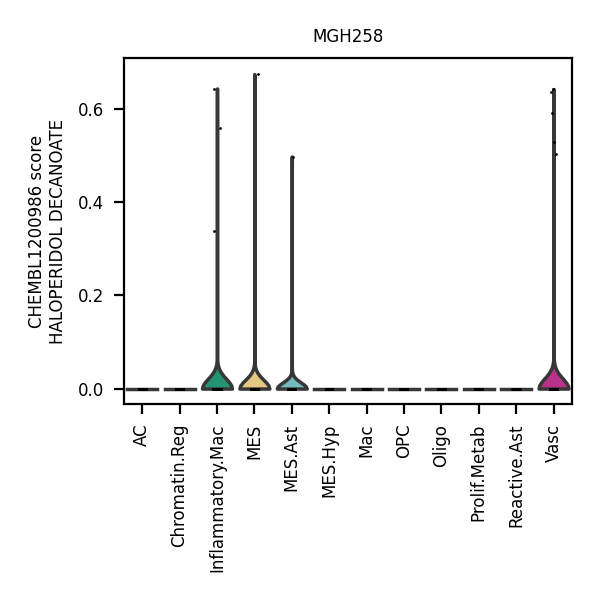 MGH258
CHEMBL1200986 score
HALOPERIDOL DECANOATE
0.6
0.4
0.2
0.0
AC
Chromatin.Reg
Inflammatory.Mac
MES
MES.Ast
MES.Hyp
Mac
OPC
Oligo
Prolif.Metab
Reactive.Ast
Vasc